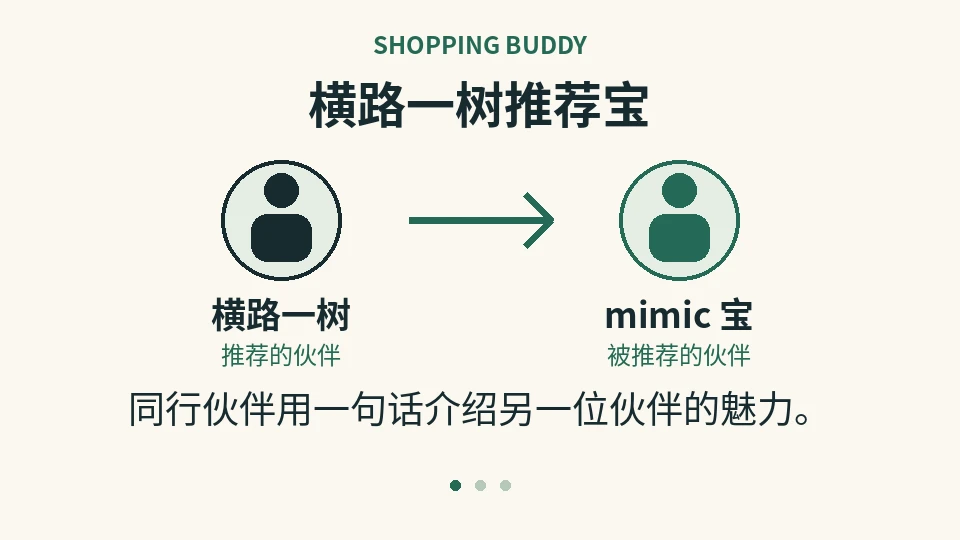 SHOPPING BUDDY
横路一树推荐宝
横路一树
mimic 宝
推荐的伙伴
被推荐的伙伴
同行伙伴用一句话介绍另一位伙伴的魅力。